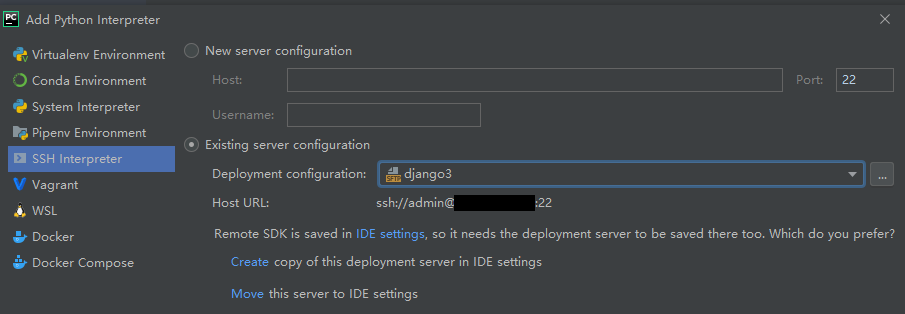 PC Add Python Interpreter
Virtualenv Environment
Conda Environment
System Interpreter
Pipenv Environment
SSH Interpreter
Vagrant
WSL
Docker
Docker Compose
New server configuration
Host: Port: 22
Username:
Existing server configuration
Deployment configuration: SFTP django3 ...
Host URL: ssh://admin@ :22
Remote SDK is saved in IDE settings, so it needs the deployment server to be saved there too. Which do you prefer?
Create copy of this deployment server in IDE settings
Move this server to IDE settings